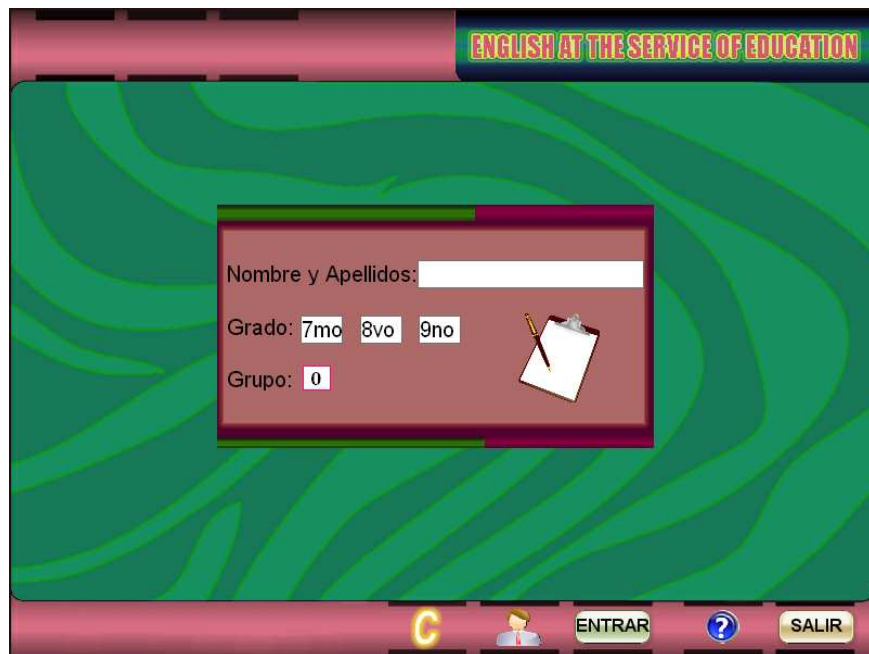 ENGLISH AT THE SERVICE OF EDUCATION
Nombre y Apellidos:
Grado: 7mo 8vo 9no
Grupo: 0
C ENTRAR ? SALIR